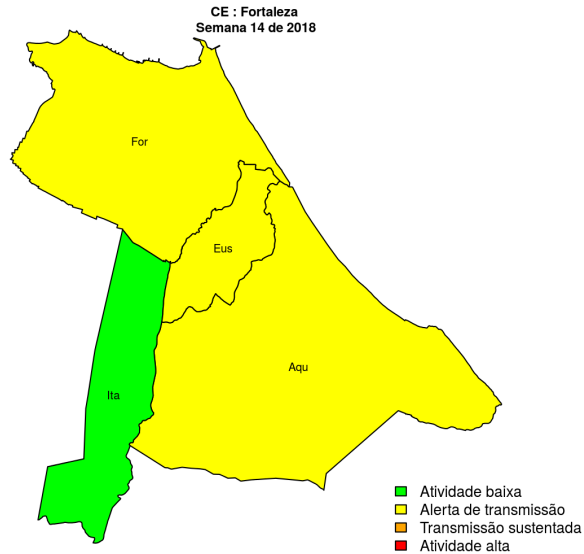 CE : Fortaleza
Semana 14 de 2018
For
Eus
Aqu
Ita
Atividade baixa
Alerta de transmissão
Transmissão sustentada
Atividade alta